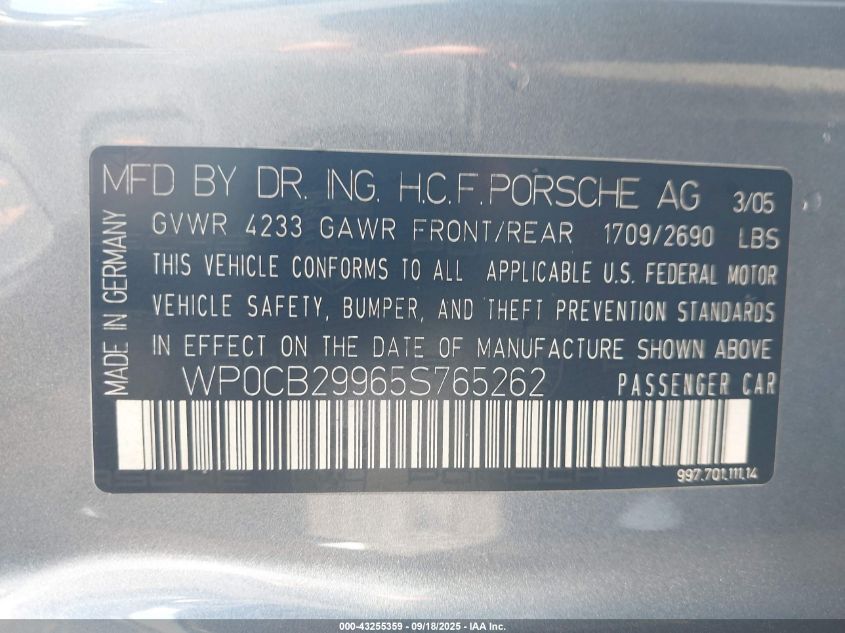 MFD BY DR. ING. H.C.F. PORSCHE AG 3/05
GVWR 4233 GAWR FRONT/REAR 1709/2690 LBS
THIS VEHICLE CONFORMS TO ALL APPLICABLE U.S. FEDERAL MOTOR
VEHICLE SAFETY, BUMPER, AND THEFT PREVENTION STANDARDS
IN EFFECT ON THE DATE OF MANUFACTURE SHOWN ABOVE
WP0CB29965S765262 PASSENGER CAR
997.701.111.14
MADE IN GERMANY
000-43255359 - 09/18/2025 - IAA Inc.